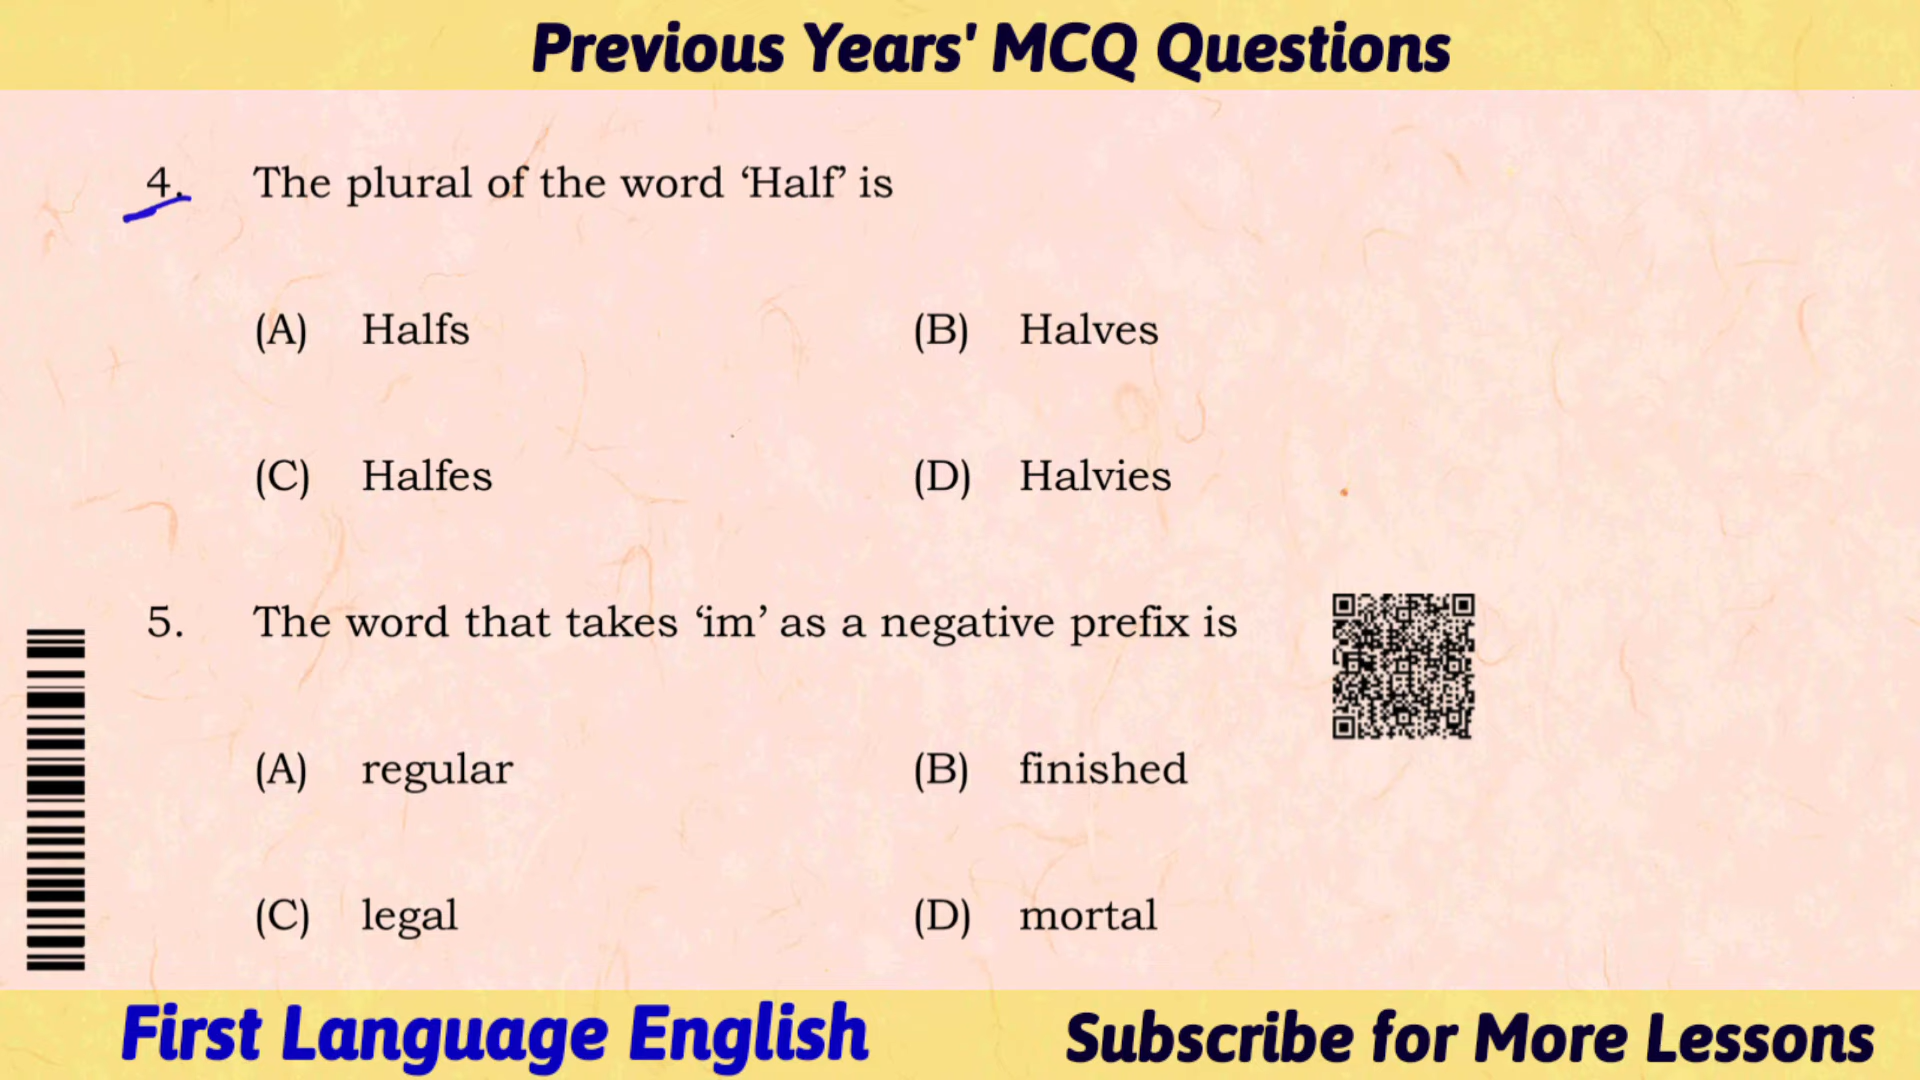 Previous Years' MCQ Questions
4. The plural of the word ‘Half’ is
(A) Halfs (B) Halves
(C) Halfes (D) Halvies
5. The word that takes ‘im’ as a negative prefix is
(A) regular (B) finished
(C) legal (D) mortal
First Language English Subscribe for More Lessons